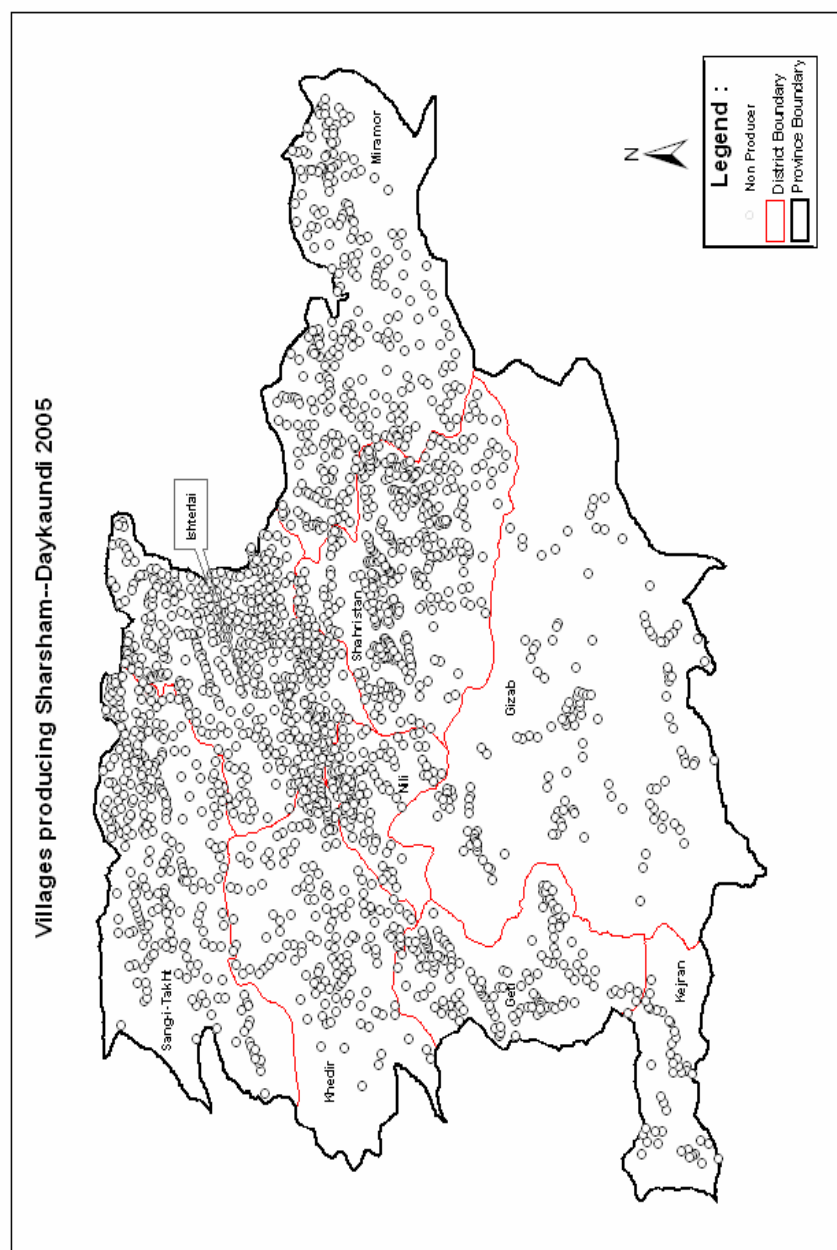 Villages producing Sharsham--Daykaundi 2005
Ishterlai
Miramor
Sang-i-Takht
Shahristan
Khedir
Nili
Gizab
Geti
Kejran
N
Legend :
Non Producer
District Boundary
Province Boundary